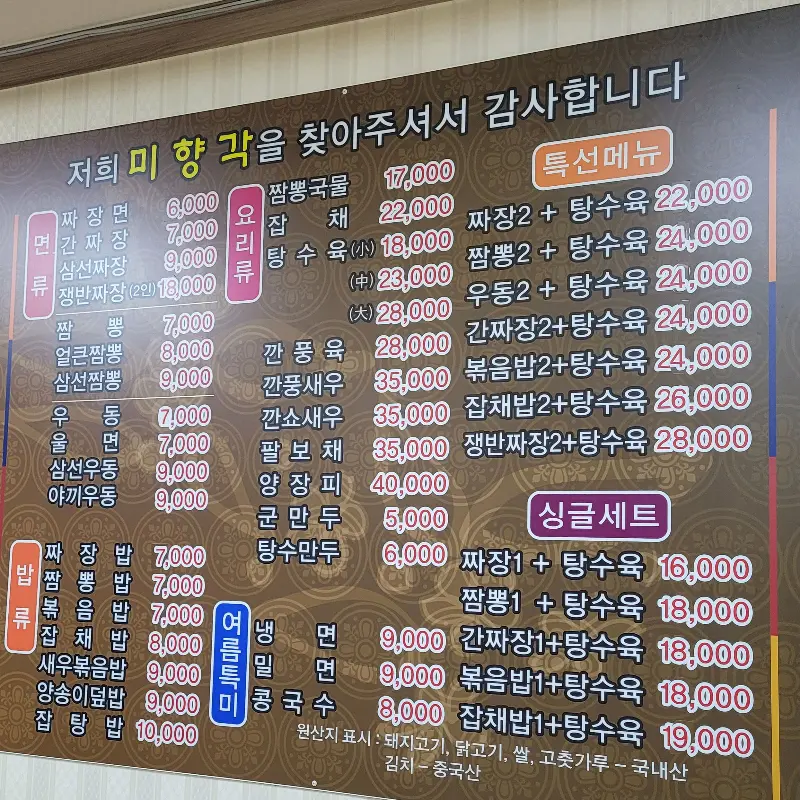 저희 미향각을 찾아주셔서 감사합니다
면류
짜장면 6,000
간짜장 7,000
삼선짜장 9,000
쟁반짜장(2인) 18,000
짬뽕 7,000
얼큰짬뽕 8,000
삼선짬뽕 9,000
우동 7,000
울면 7,000
삼선우동 9,000
야끼우동 9,000
밥류
짜장밥 7,000
짬뽕밥 7,000
볶음밥 7,000
잡채밥 8,000
새우볶음밥 9,000
양송이덮밥 9,000
잡탕밥 10,000
요리류
짬뽕국물 17,000
잡채 22,000
탕수육(小) 18,000
(中) 23,000
(大) 28,000
깐풍육 28,000
깐풍새우 35,000
깐쇼새우 35,000
팔보채 35,000
양장피 40,000
군만두 5,000
탕수만두 6,000
여름특미
냉면 9,000
밀면 9,000
콩국수 8,000
특선메뉴
짜장2 + 탕수육 22,000
짬뽕2 + 탕수육 24,000
우동2 + 탕수육 24,000
간짜장2+탕수육 24,000
볶음밥2+탕수육 24,000
잡채밥2+탕수육 26,000
쟁반짜장2+탕수육 28,000
싱글세트
짜장1 + 탕수육 16,000
짬뽕1 + 탕수육 18,000
간짜장1+탕수육 18,000
볶음밥1+탕수육 18,000
잡채밥1+탕수육 19,000
원산지 표시 : 돼지고기, 닭고기, 쌀, 고춧가루 – 국내산
김치 – 중국산